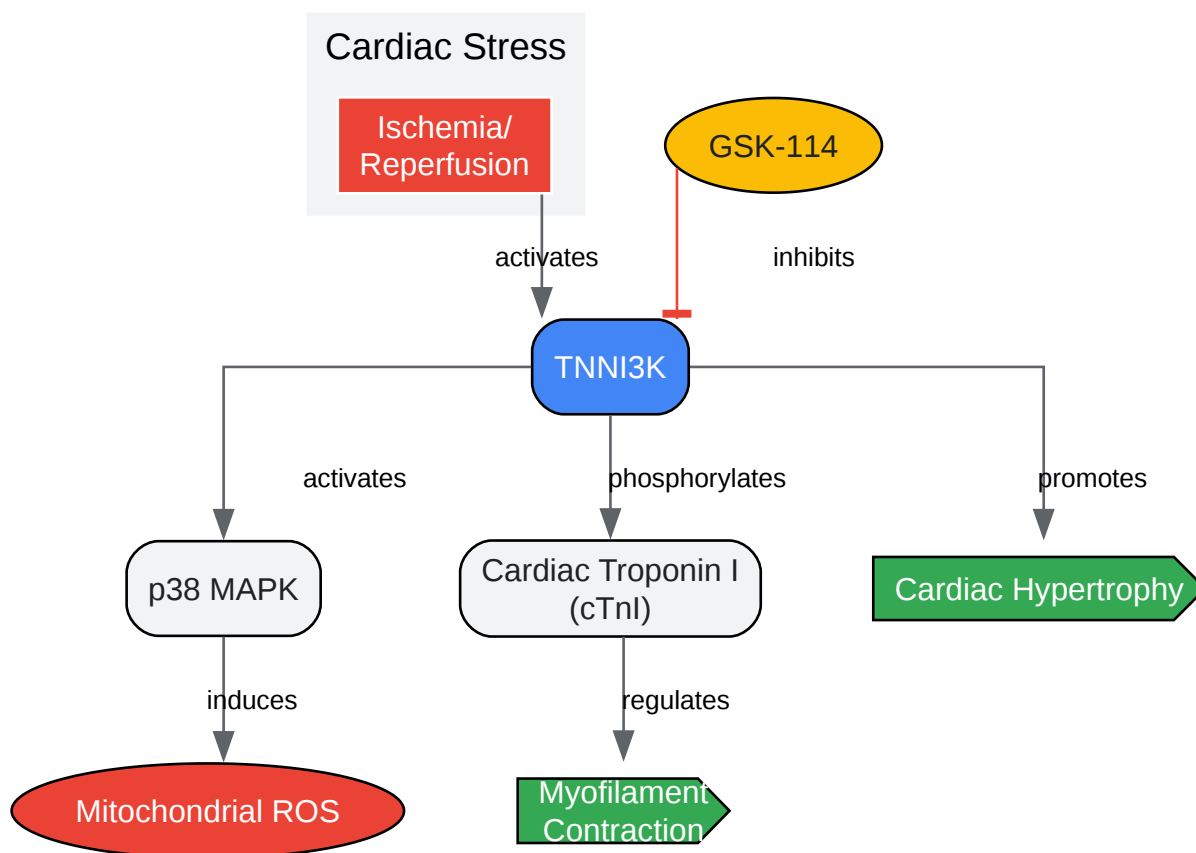 Cardiac Stress
Ischemia/
Reperfusion
GSK-114
activates
inhibits
TNNI3K
activates
phosphorylates
promotes
p38 MAPK
Cardiac Troponin I
(cTnI)
Cardiac Hypertrophy
induces
regulates
Mitochondrial ROS
Myofilament
Contraction